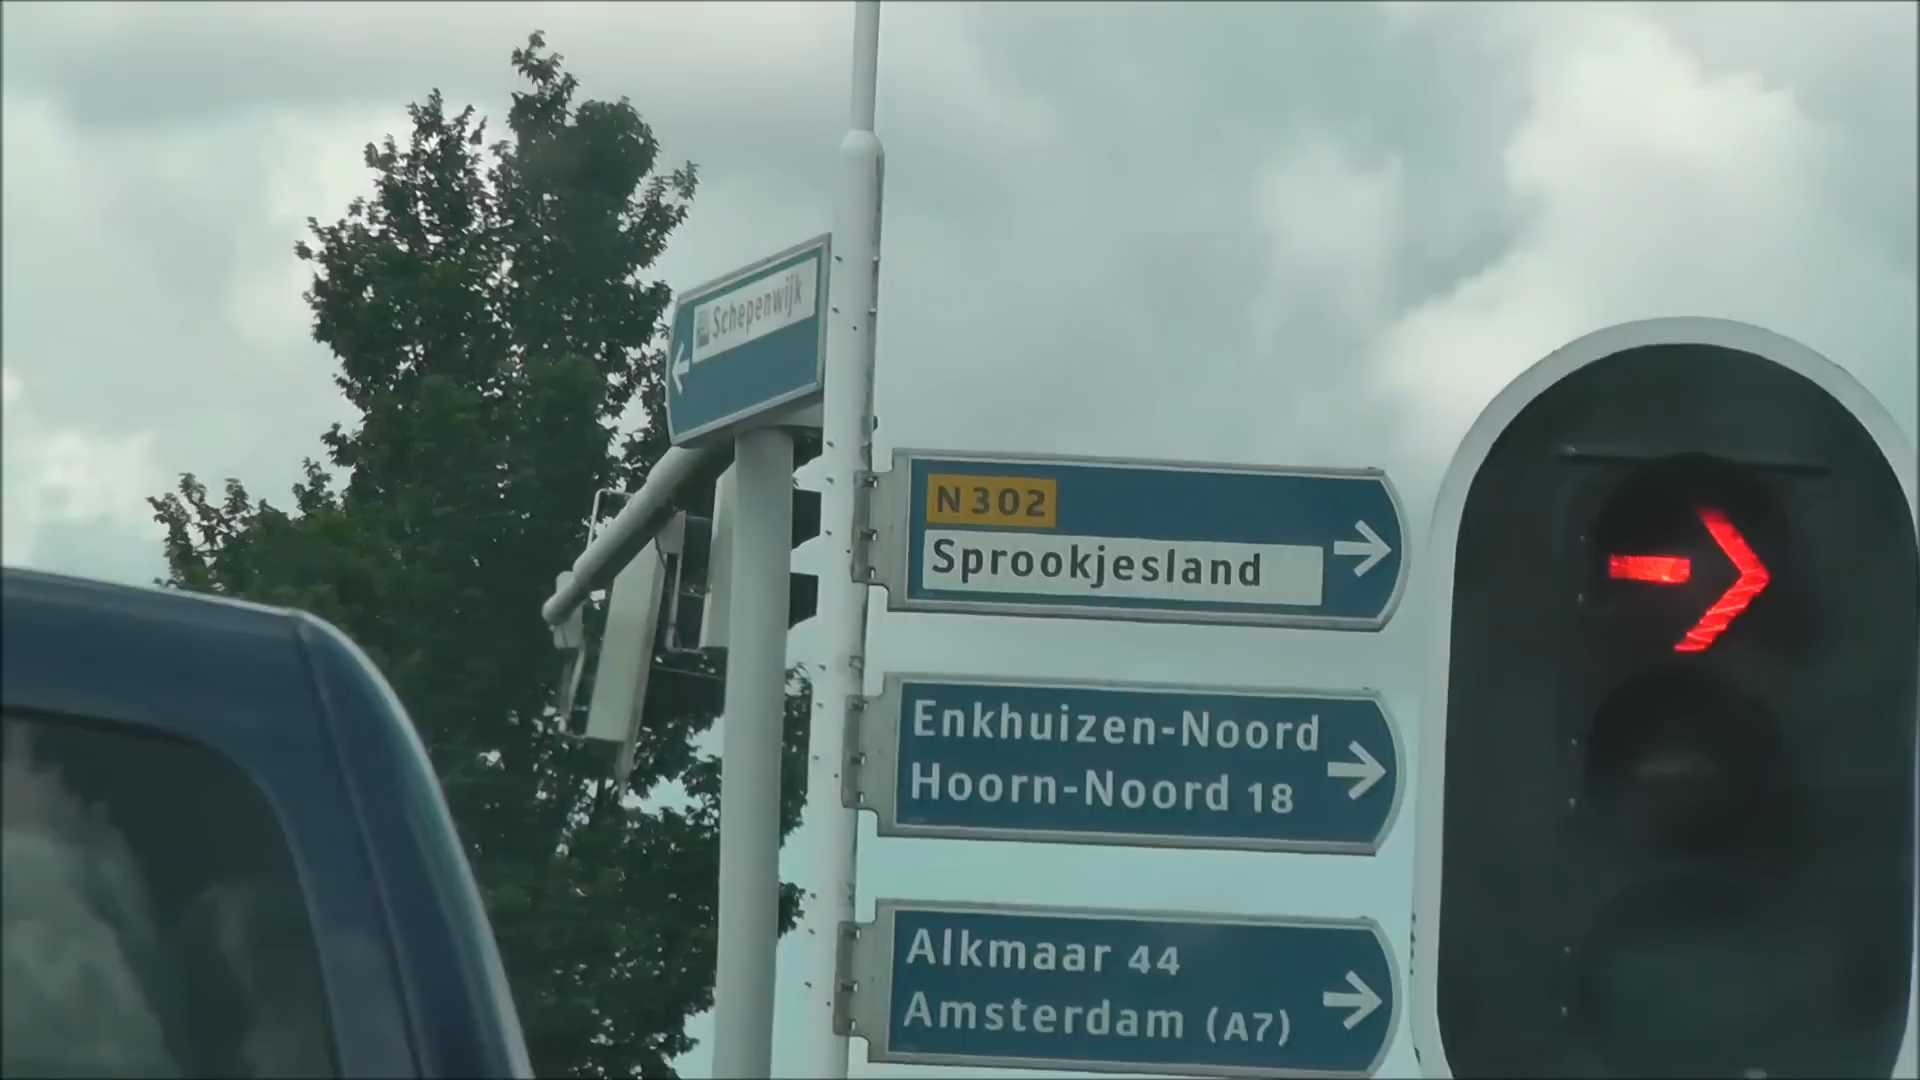 Schepenwijk
N302
Sprookjesland
Enkhuizen-Noord
Hoorn-Noord 18
Alkmaar 44
Amsterdam (A7)